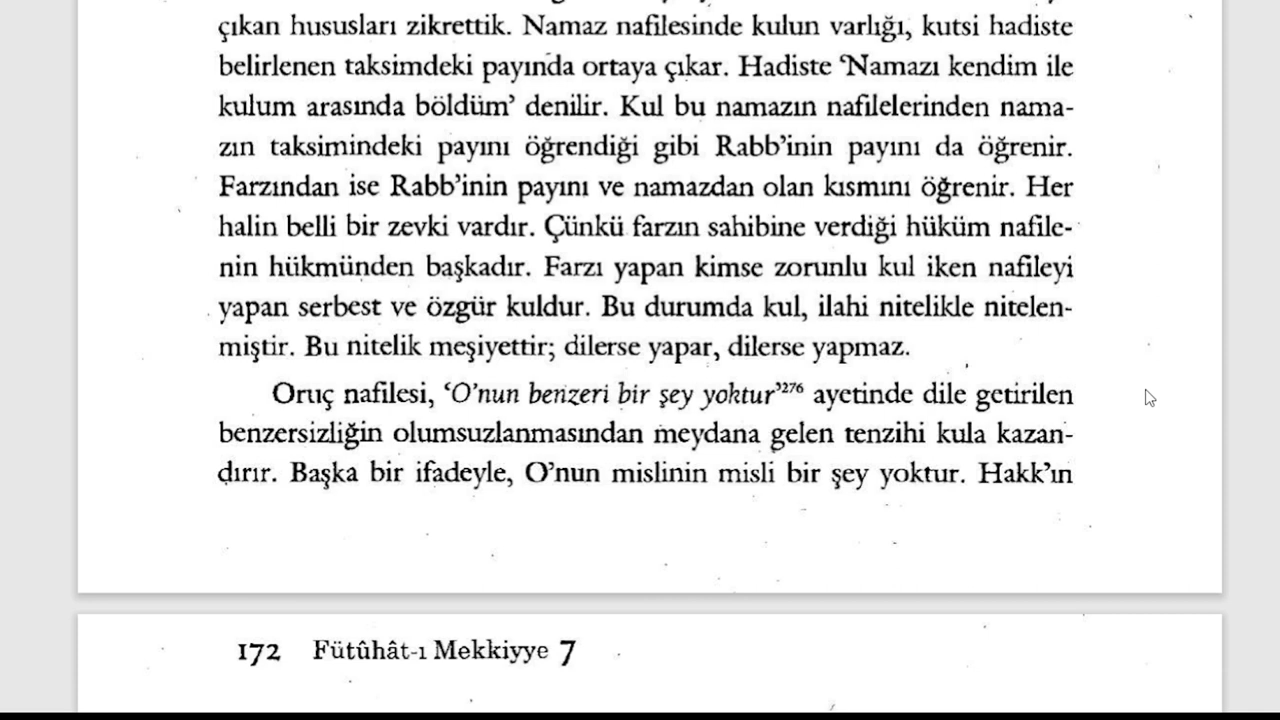 çıkan hususları zikrettik. Namaz nafilesinde kulun varlığı, kutsi hadiste
belirlenen taksimdeki payında ortaya çıkar. Hadiste ‘Namazı kendim ile
kulum arasında böldüm’ denilir. Kul bu namazın nafilelerinden nama-
zın taksimindeki payını öğrendiği gibi Rabb’inin payını da öğrenir.
Farzından ise Rabb’inin payını ve namazdan olan kısmını öğrenir. Her
halin belli bir zevki vardır. Çünkü farzın sahibine verdiği hüküm nafile-
nin hükmünden başkadır. Farzı yapan kimse zorunlu kul iken nafileyi
yapan serbest ve özgür kuldur. Bu durumda kul, ilahi nitelikle nitelen-
miştir. Bu nitelik meşiyettir; dilerse yapar, dilerse yapmaz.
Oruç nafilesi, ‘O’nun benzeri bir şey yoktur’²⁷⁶ ayetinde dile getirilen
benzersizliğin olumsuzlanmasından meydana gelen tenzihi kula kazan-
dırır. Başka bir ifadeyle, O’nun mislinin misli bir şey yoktur. Hakk’ın
172 Fütûhât-ı Mekkiyye 7